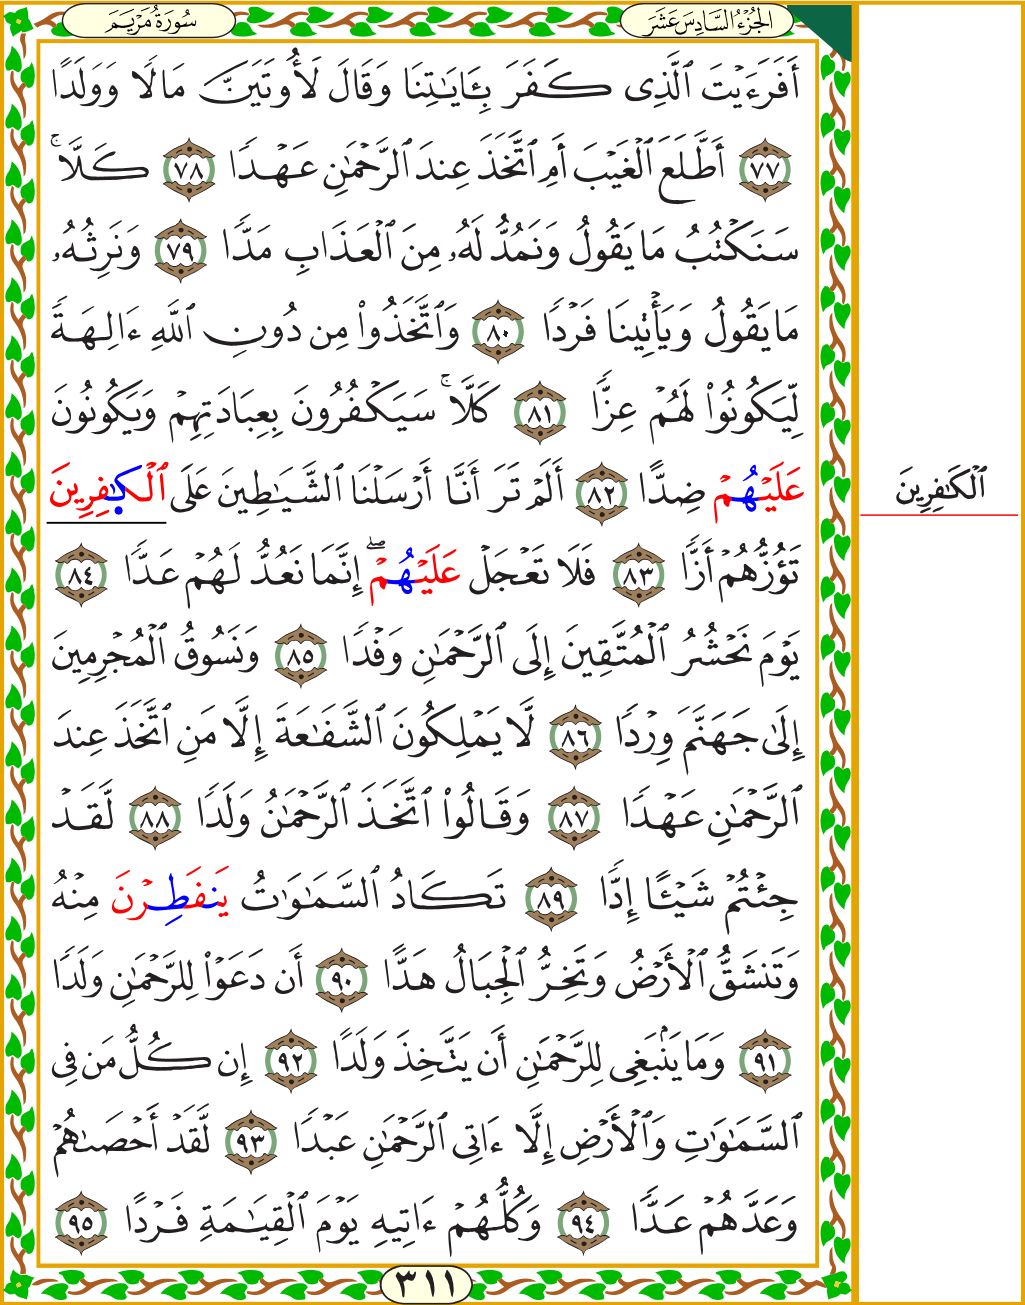 سُورَةُ مَرْيَمَ
الجُزْءُ السَّادِسَ عَشَرَ
أَفَرَءَيْتَ ٱلَّذِى كَفَرَ بِـَٔايَـٰتِنَا وَقَالَ لَأُوتَيَنَّ مَالًا وَوَلَدًا
٧٧ أَطَّلَعَ ٱلْغَيْبَ أَمِ ٱتَّخَذَ عِندَ ٱلرَّحْمَـٰنِ عَهْدًا ٧٨ كَلَّا ۚ
سَنَكْتُبُ مَا يَقُولُ وَنَمُدُّ لَهُۥ مِنَ ٱلْعَذَابِ مَدًّا ٧٩ وَنَرِثُهُۥ
مَا يَقُولُ وَيَأْتِينَا فَرْدًا ٨٠ وَٱتَّخَذُوا۟ مِن دُونِ ٱللَّهِ ءَالِهَةً
لِّيَكُونُوا۟ لَهُمْ عِزًّا ٨١ كَلَّا ۚ سَيَكْفُرُونَ بِعِبَادَتِهِمْ وَيَكُونُونَ
عَلَيْهُمْ ضِدًّا ٨٢ أَلَمْ تَرَ أَنَّا أَرْسَلْنَا ٱلشَّيَـٰطِينَ عَلَى ٱلْكَـٰفِرِينَ
ٱلْكَـٰفِرِينَ
تَؤُزُّهُمْ أَزًّا ٨٣ فَلَا تَعْجَلْ عَلَيْهُمْ ۖ إِنَّمَا نَعُدُّ لَهُمْ عَدًّا ٨٤
يَوْمَ نَحْشُرُ ٱلْمُتَّقِينَ إِلَى ٱلرَّحْمَـٰنِ وَفْدًا ٨٥ وَنَسُوقُ ٱلْمُجْرِمِينَ
إِلَىٰ جَهَنَّمَ وِرْدًا ٨٦ لَّا يَمْلِكُونَ ٱلشَّفَـٰعَةَ إِلَّا مَنِ ٱتَّخَذَ عِندَ
ٱلرَّحْمَـٰنِ عَهْدًا ٨٧ وَقَالُوا۟ ٱتَّخَذَ ٱلرَّحْمَـٰنُ وَلَدًا ٨٨ لَّقَدْ
جِئْتُمْ شَيْـًٔا إِدًّا ٨٩ تَكَادُ ٱلسَّمَـٰوَٰتُ يَنفَطِرْنَ مِنْهُ
وَتَنشَقُّ ٱلْأَرْضُ وَتَخِرُّ ٱلْجِبَالُ هَدًّا ٩٠ أَن دَعَوْا۟ لِلرَّحْمَـٰنِ وَلَدًا
٩١ وَمَا يَنۢبَغِى لِلرَّحْمَـٰنِ أَن يَتَّخِذَ وَلَدًا ٩٢ إِن كُلُّ مَن فِى
ٱلسَّمَـٰوَٰتِ وَٱلْأَرْضِ إِلَّا ءَاتِى ٱلرَّحْمَـٰنِ عَبْدًا ٩٣ لَّقَدْ أَحْصَىٰهُمْ
وَعَدَّهُمْ عَدًّا ٩٤ وَكُلُّهُمْ ءَاتِيهِ يَوْمَ ٱلْقِيَـٰمَةِ فَرْدًا ٩٥
٣١١